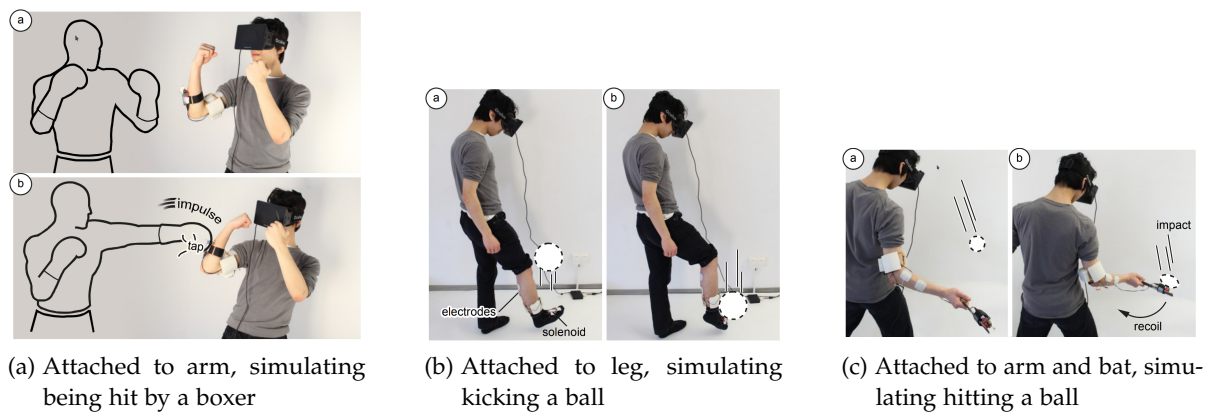 a
b
impulse
tap
(a) Attached to arm, simulating
being hit by a boxer
a
b
electrodes
solenoid
(b) Attached to leg, simulating
kicking a ball
a
b
impact
recoil
(c) Attached to arm and bat, simu-
lating hitting a ball